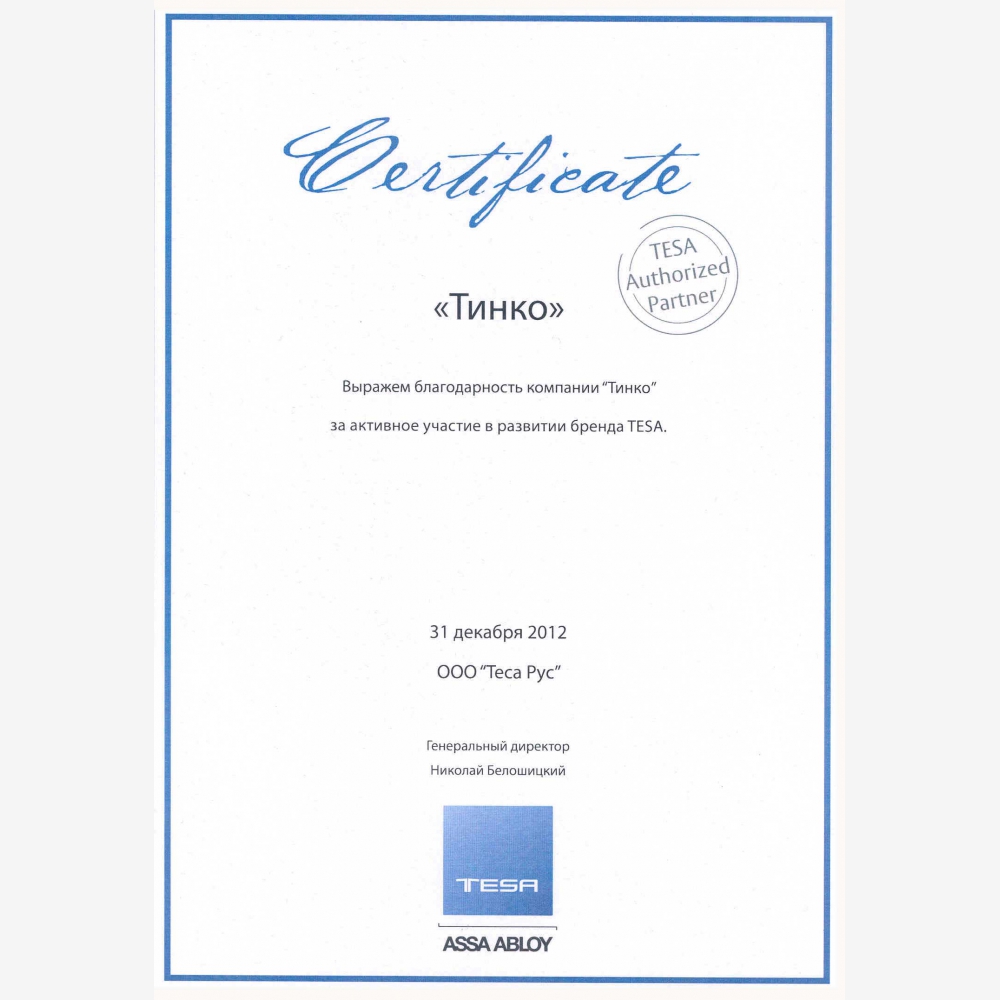 Certificate
TESA
Authorized
Partner
«Тинко»
Выражем благодарность компании “Тинко”
за активное участие в развитии бренда TESA.
31 декабря 2012
ООО “Теса Рус”
Генеральный директор
Николай Белошицкий
TESA
ASSA ABLOY